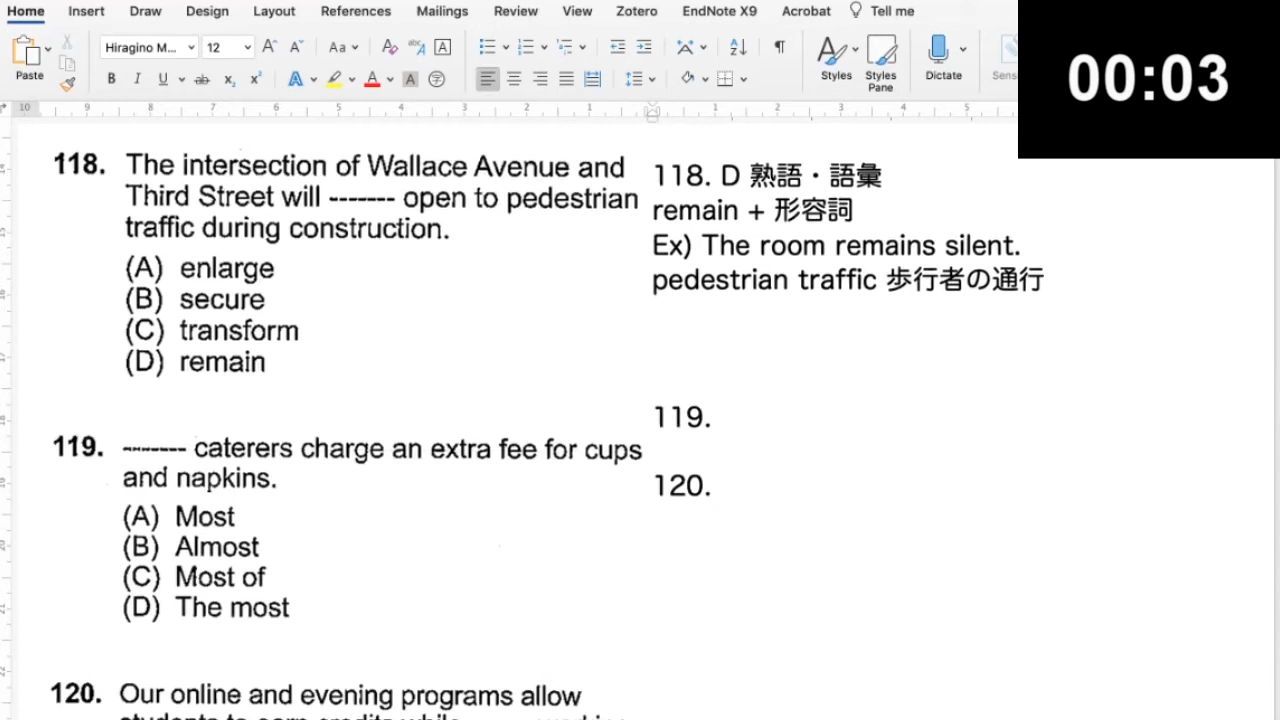 Home Insert Draw Design Layout References Mailings Review View Zotero EndNote X9 Acrobat Tell me
00:03
Hiragino M... 12
Paste
Styles
Styles Pane
Dictate
118. The intersection of Wallace Avenue and
Third Street will ------- open to pedestrian
traffic during construction.
(A) enlarge
(B) secure
(C) transform
(D) remain
119. ------- caterers charge an extra fee for cups
and napkins.
(A) Most
(B) Almost
(C) Most of
(D) The most
120. Our online and evening programs allow
118. D 熟語・語彙
remain + 形容詞
Ex) The room remains silent.
pedestrian traffic 歩行者の通行
119.
120.